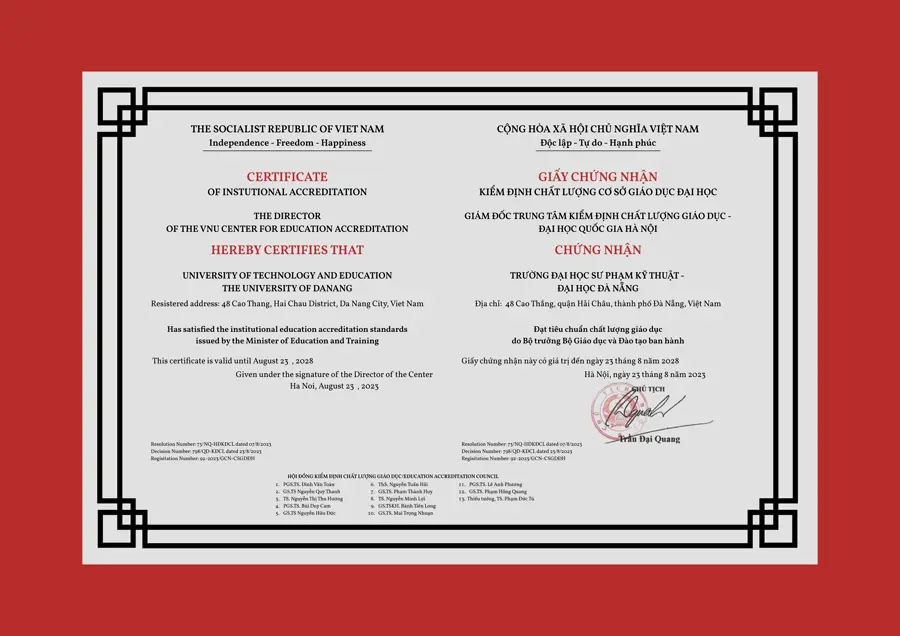 THE SOCIALIST REPUBLIC OF VIET NAM
Independence - Freedom - Happiness
CERTIFICATE
OF INSTUTIONAL ACCREDITATION
THE DIRECTOR
OF THE VNU CENTER FOR EDUCATION ACCREDITATION
HEREBY CERTIFIES THAT
UNIVERSITY OF TECHNOLOGY AND EDUCATION
THE UNIVERSITY OF DANANG
Resistered address: 48 Cao Thang, Hai Chau District, Da Nang City, Viet Nam
Has satisfied the institutional education accreditation standards
issued by the Minister of Education and Training
This certificate is valid until August 23 , 2028
Given under the signature of the Director of the Center
Ha Noi, August 23 , 2023
Resolution Number: 73/NQ-HDKDCL dated 07/8/2023
Decision Number: 798/QD-KDCL dated 23/8/2023
Regisitation Number: 92-2023/GCN-CSGDDH
CỘNG HÒA XÃ HỘI CHỦ NGHĨA VIỆT NAM
Độc lập - Tự do - Hạnh phúc
GIẤY CHỨNG NHẬN
KIỂM ĐỊNH CHẤT LƯỢNG CƠ SỞ GIÁO DỤC ĐẠI HỌC
GIÁM ĐỐC TRUNG TÂM KIỂM ĐỊNH CHẤT LƯỢNG GIÁO DỤC -
ĐẠI HỌC QUỐC GIA HÀ NỘI
CHỨNG NHẬN
TRƯỜNG ĐẠI HỌC SƯ PHẠM KỸ THUẬT -
ĐẠI HỌC ĐÀ NẴNG
Địa chỉ: 48 Cao Thắng, quận Hải Châu, thành phố Đà Nẵng, Việt Nam
Đạt tiêu chuẩn chất lượng giáo dục
do Bộ trưởng Bộ Giáo dục và Đào tạo ban hành
Giấy chứng nhận này có giá trị đến ngày 23 tháng 8 năm 2028
Hà Nội, ngày 23 tháng 8 năm 2023
CHỦ TỊCH
Trần Đại Quang
Resolution Number: 73/NQ-HDKDCL dated 07/8/2023
Decision Number: 798/QD-KDCL dated 23/8/2023
Regisitation Number: 92-2023/GCN-CSGDDH
HỘI ĐỒNG KIỂM ĐỊNH CHẤT LƯỢNG GIÁO DỤC/EDUCATION ACCREDITATION COUNCIL
1. PGS.TS. Đinh Văn Toàn
2. GS.TS Nguyễn Quý Thanh
3. TS. Nguyễn Thị Thu Hương
4. PGS.TS. Bùi Duy Cam
5. GS.TS Nguyễn Hữu Đức
6. ThS. Nguyễn Tuấn Hải
7. GS.TS. Phạm Thành Huy
8. TS. Nguyễn Minh Lợi
9. GS.TSKH. Bành Tiến Long
10. GS.TS. Mai Trọng Nhuận
11. PGS.TS. Lê Anh Phương
12. GS.TS. Phạm Hồng Quang
13. Thiếu tướng, TS. Phạm Đức Tú